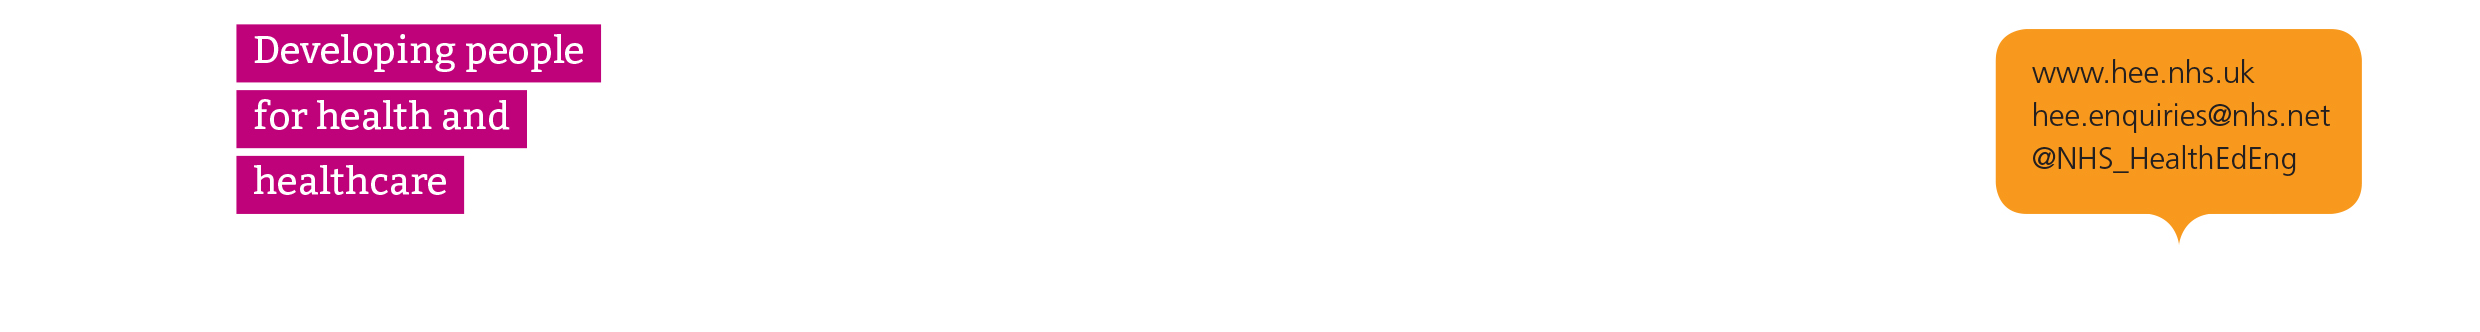 Developing people
for health and
healthcare
www.hee.nhs.uk
hee.enquiries@nhs.net
@NHS_HealthEdEng